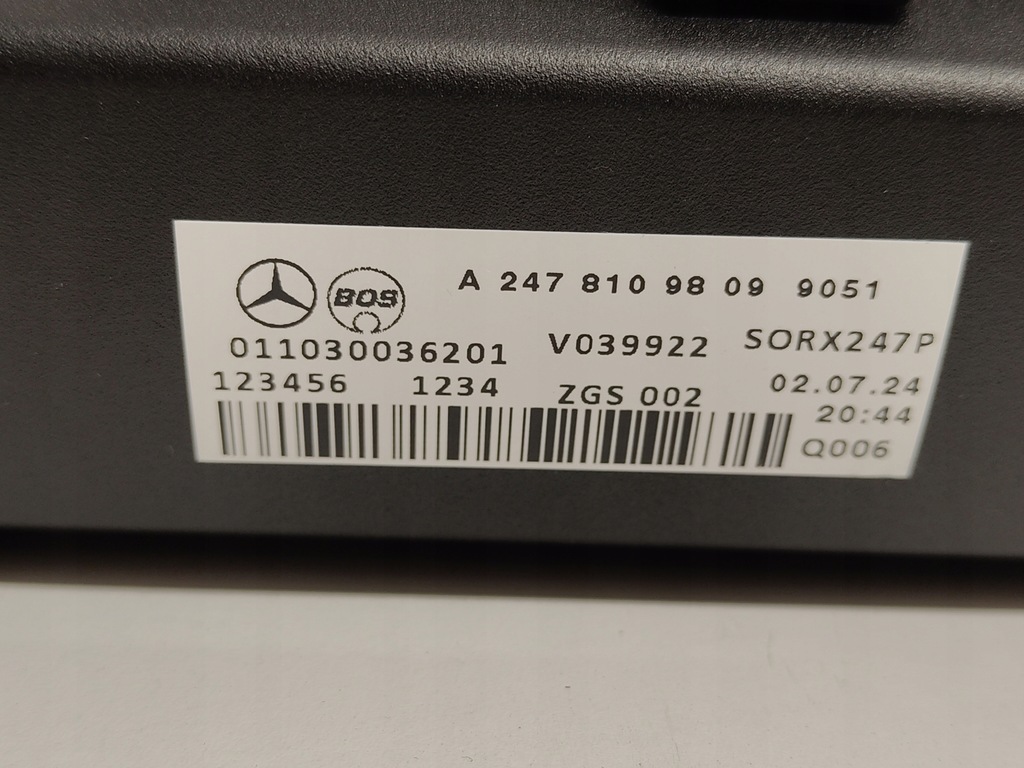 BOS A 247 810 98 09 9051
011030036201 V039922 SORX247P
123456 1234 ZGS 002 02.07.24
20:44
Q006